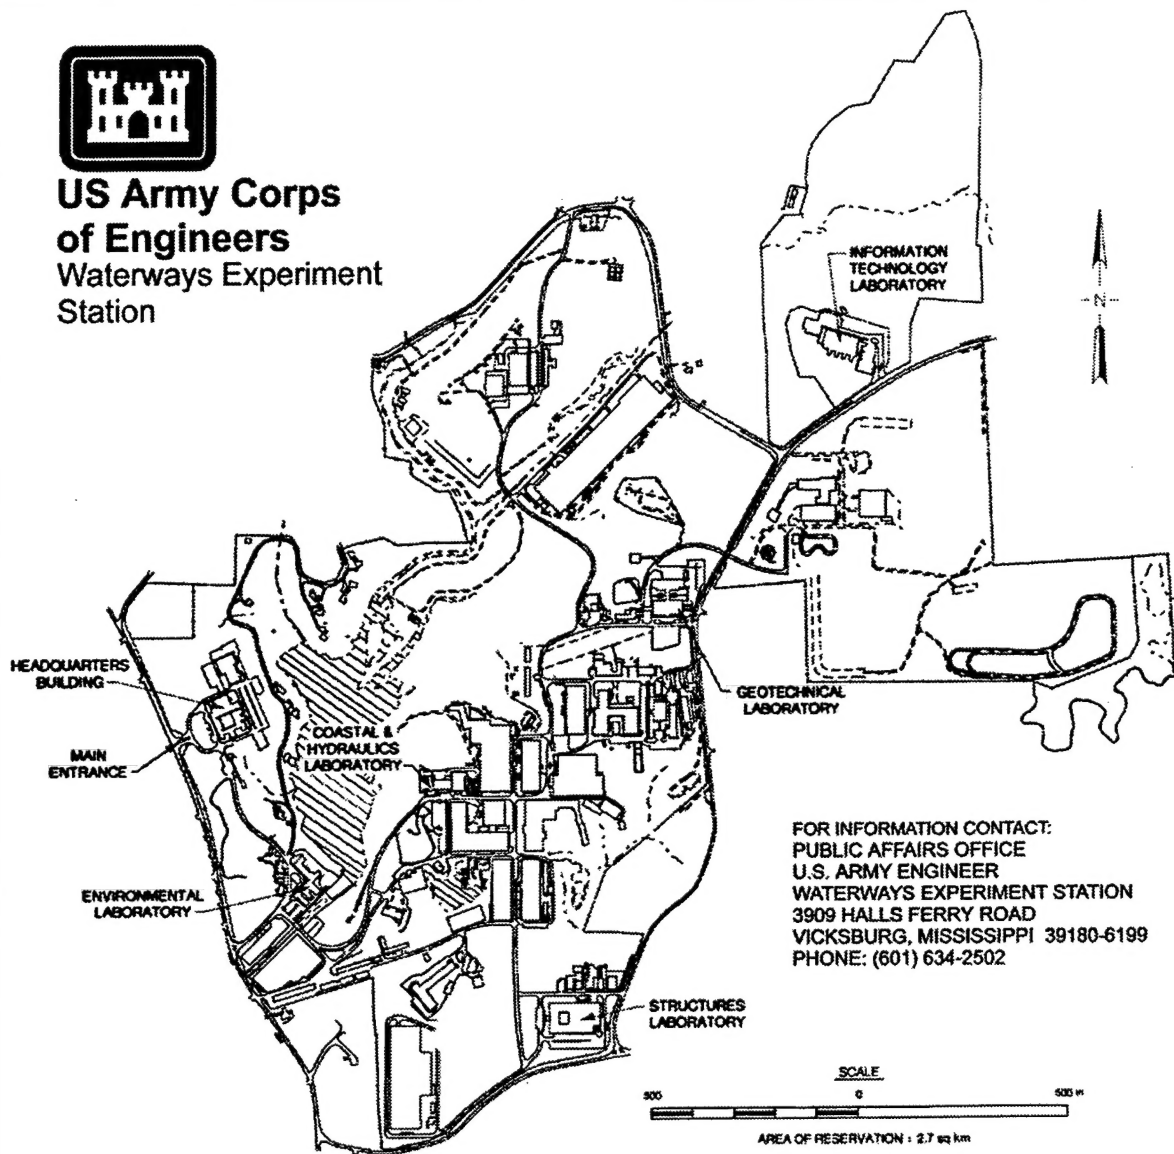 US Army Corps
of Engineers
Waterways Experiment
Station
INFORMATION
TECHNOLOGY
LABORATORY
N
HEADQUARTERS
BUILDING
MAIN
ENTRANCE
COASTAL &
HYDRAULICS
LABORATORY
GEOTECHNICAL
LABORATORY
ENVIRONMENTAL
LABORATORY
STRUCTURES
LABORATORY
FOR INFORMATION CONTACT:
PUBLIC AFFAIRS OFFICE
U.S. ARMY ENGINEER
WATERWAYS EXPERIMENT STATION
3909 HALLS FERRY ROAD
VICKSBURG, MISSISSIPPI 39180-6199
PHONE: (601) 634-2502
SCALE
500 0 500 m
AREA OF RESERVATION : 2.7 sq km